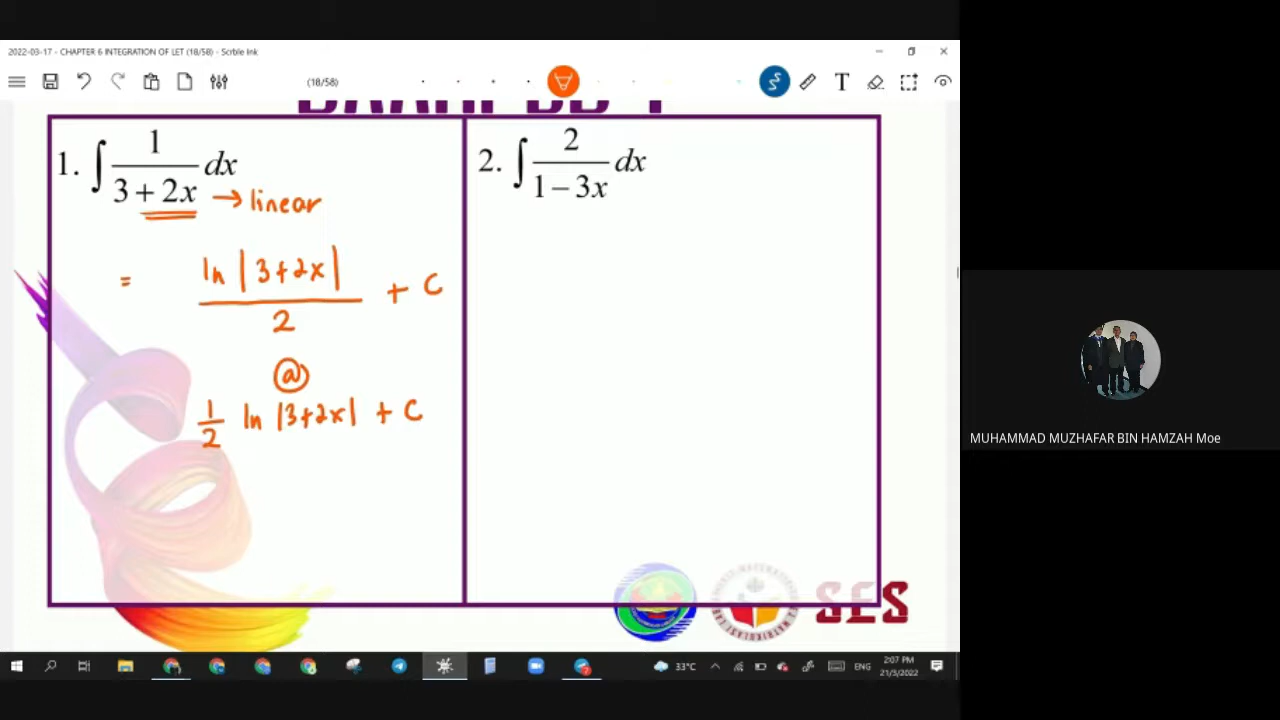 2022-03-17 - CHAPTER 6 INTEGRATION OF LET (18/58) - Scrble Ink
(18/58)
T
1. ∫ 1/(3 + 2x) dx
→ linear
= ln |3+2x| / 2 + C
@
1/2 ln |3+2x| + C
2. ∫ 2/(1 − 3x) dx
SES
MUHAMMAD MUZHAFAR BIN HAMZAH Moe
33°C
ENG
2:07 PM
21/5/2022